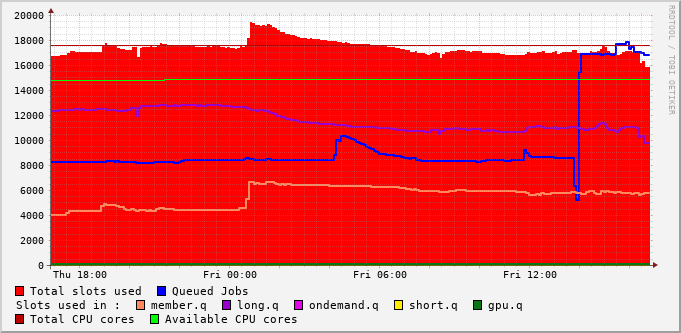 20000
18000
16000
14000
12000
10000
8000
6000
4000
2000
0
Thu 18:00 Fri 00:00 Fri 06:00 Fri 12:00
Total slots used Queued Jobs
Slots used in : member.q long.q ondemand.q short.q gpu.q
Total CPU cores Available CPU cores
RRDTOOL / TOBI OETIKER